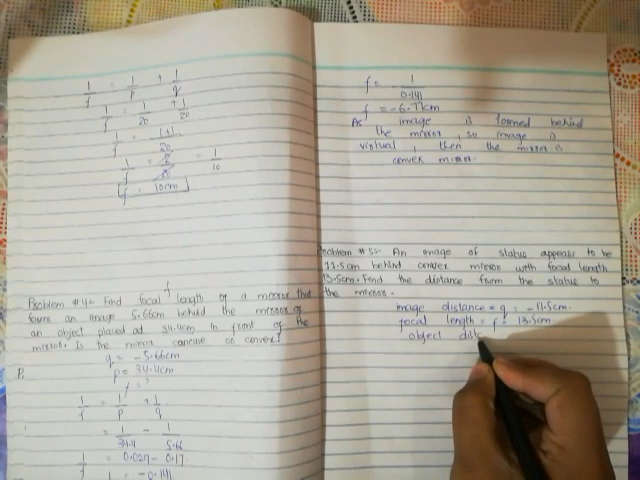 1/f = 1/p + 1/q
1/f = 1/20 + 1/20
1/f = 1+1/20
1/f = 2/20 = 1/10
f = 10cm
f
Problem #4:- Find focal length of a mirror that
forms an image 5.66cm behind the mirror of
an object placed at 34.4cm in front of the
mirror. Is the mirror concave or convex?
q = -5.66cm
P.
p = 34.4cm
f = ?
1/f = 1/p + 1/q
= 1/34.4 - 1/5.66
1/f = 0.029 - 0.17
1 = -0.141
f = - 1/0.141
f = -6.77cm
As image is formed behind
the mirror, so image is
virtual, then the mirror is
convex mirror.
Problem #5:- An image of statue appears to be
11.5cm behind convex mirror with focal length
13.5cm. Find the distance from the statue to
the mirror.
image distance = q = -11.5cm.
focal length = f = 13.5cm
object distc